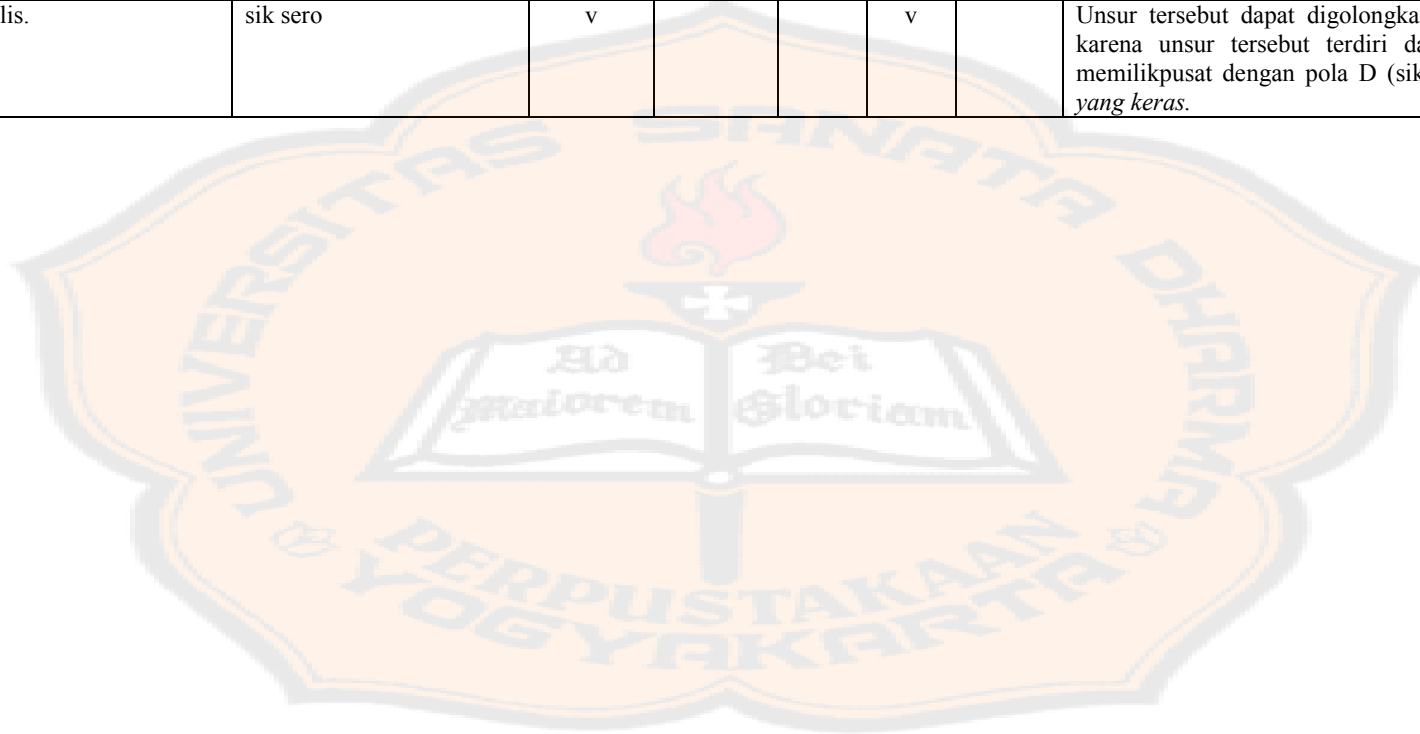 lis.
sik sero
v
v
Unsur tersebut dapat digolongka
karena unsur tersebut terdiri da
memilikpusat dengan pola D (sik
yang keras.
UNIVERSITAS SANATA DHARMA
Ad Dei
Maiorem Gloriam
PERPUSTAKAAN
YOGYAKARTA